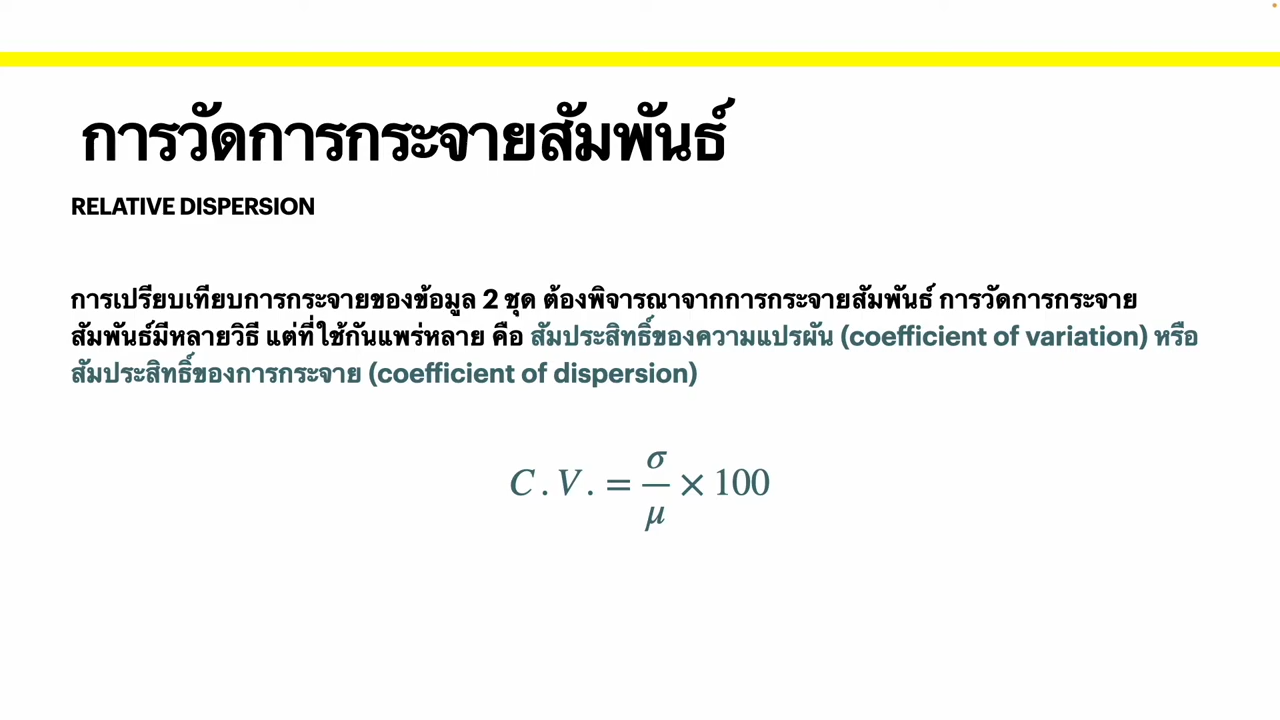 การวัดการกระจายสัมพันธ์
RELATIVE DISPERSION
การเปรียบเทียบการกระจายของข้อมูล 2 ชุด ต้องพิจารณาจากการกระจายสัมพันธ์ การวัดการกระจาย
สัมพันธ์มีหลายวิธี แต่ที่ใช้กันแพร่หลาย คือ สัมประสิทธิ์ของความแปรผัน (coefficient of variation) หรือ
สัมประสิทธิ์ของการกระจาย (coefficient of dispersion)
C.V. = σ/μ × 100